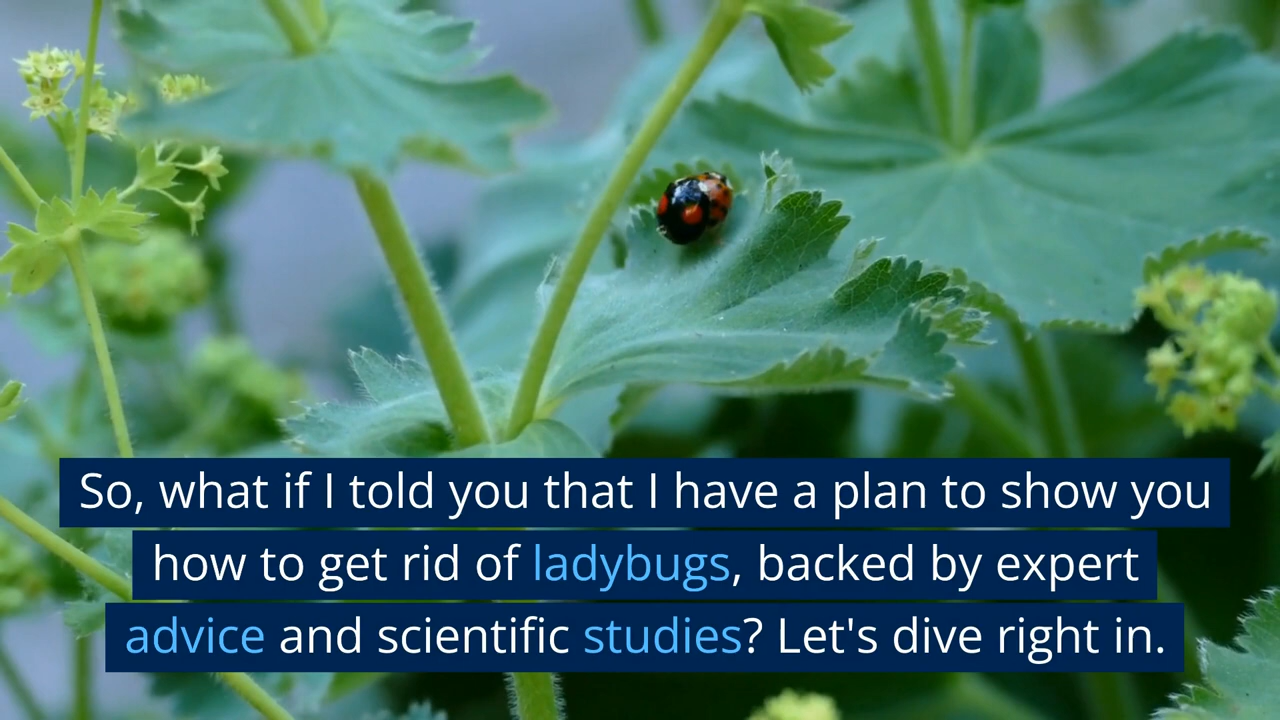 So, what if I told you that I have a plan to show you
how to get rid of ladybugs, backed by expert
advice and scientific studies? Let's dive right in.